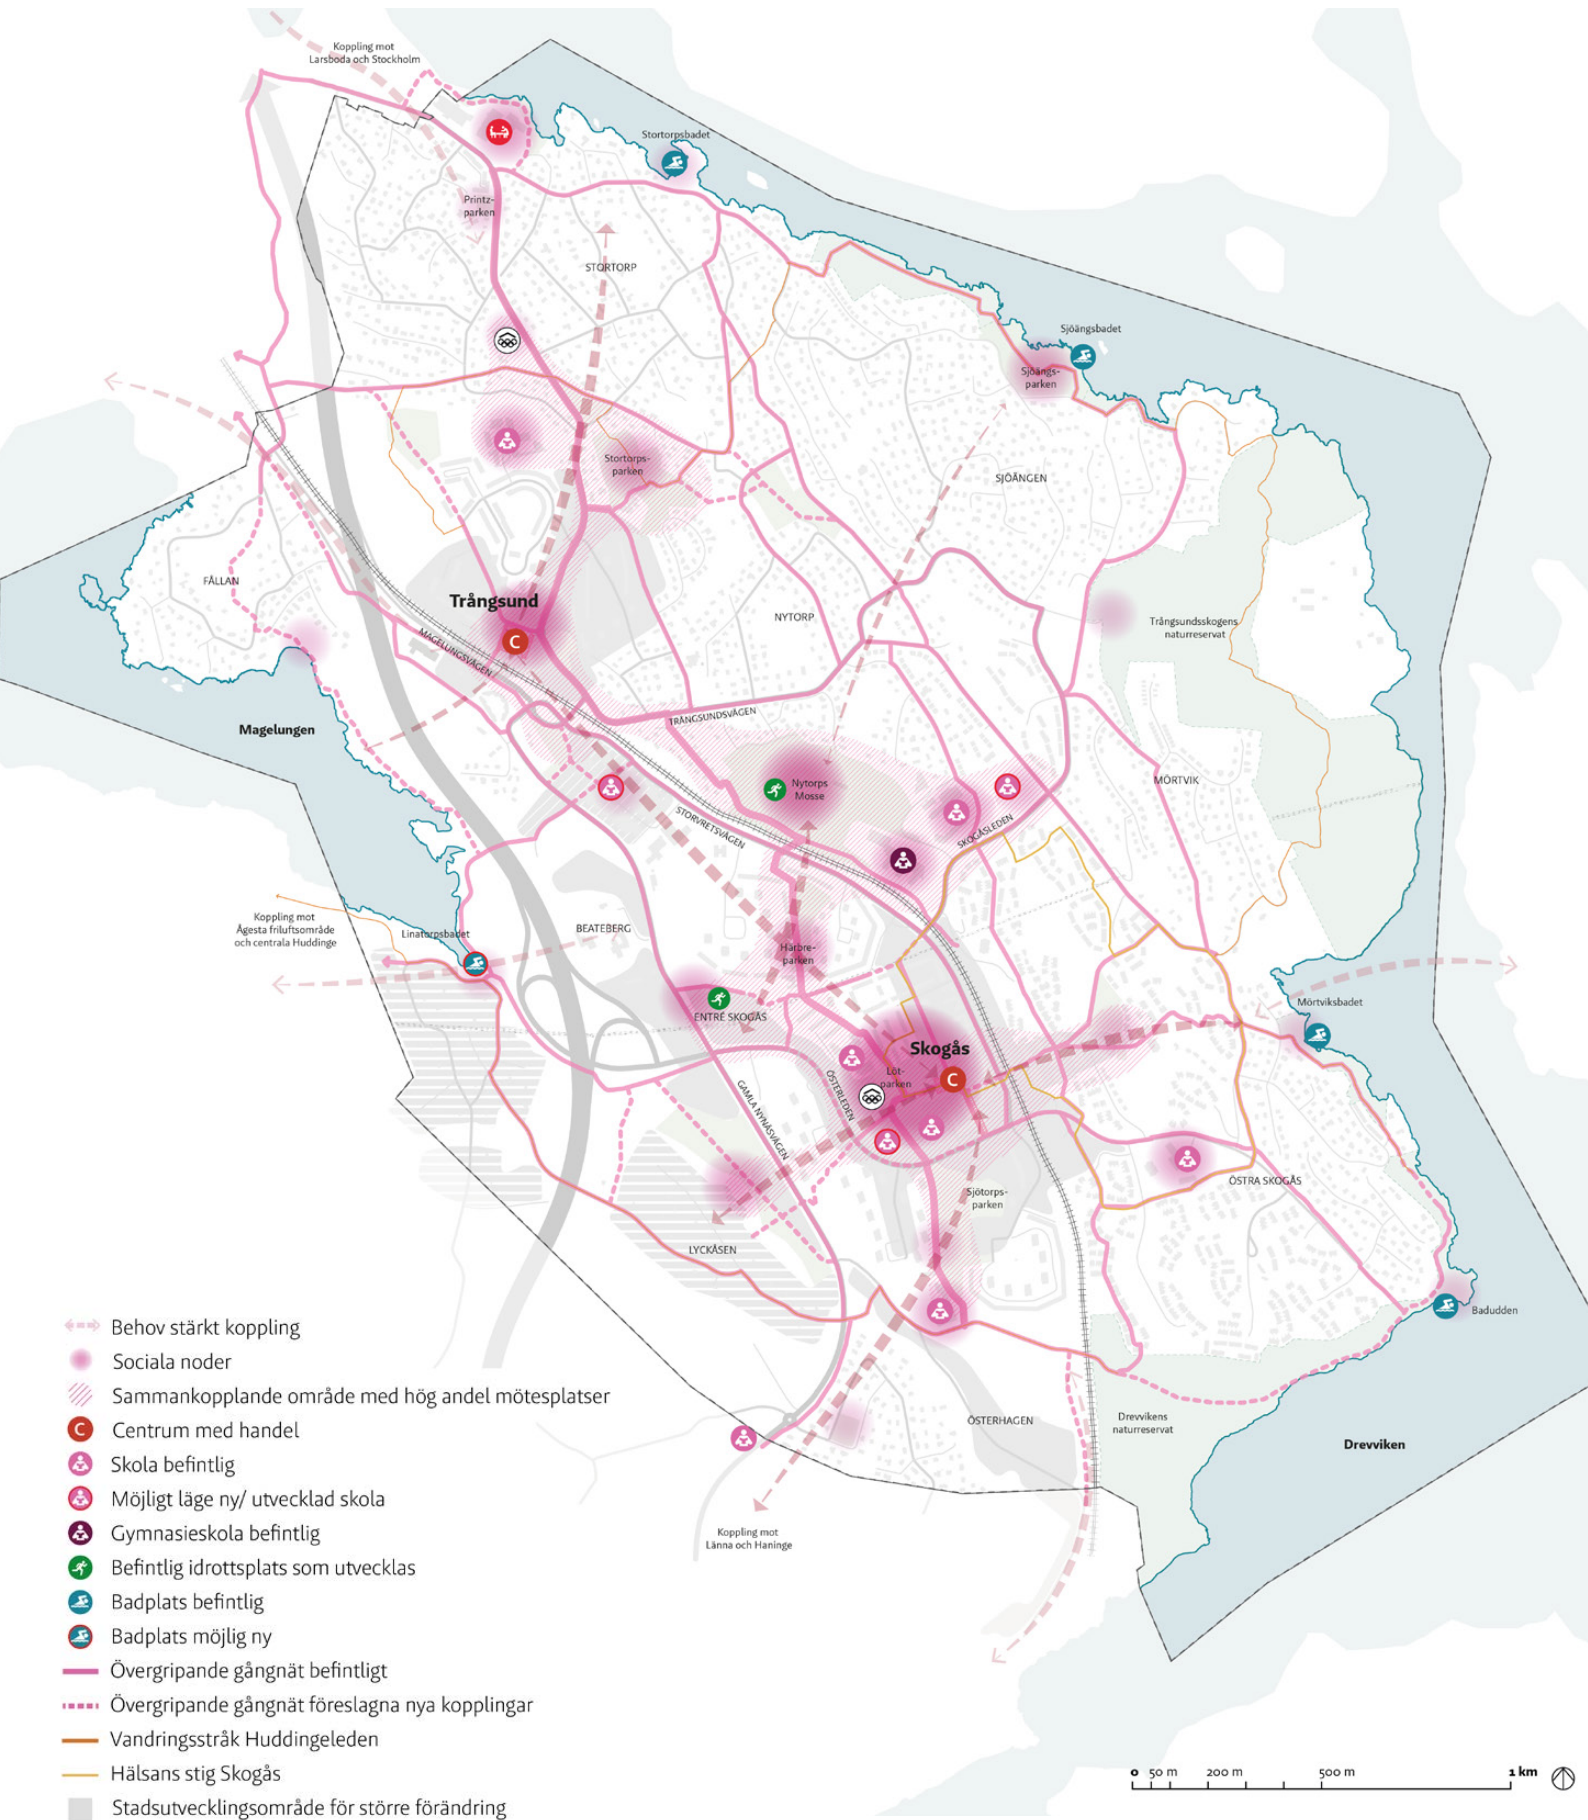 Koppling mot
Larsboda och Stockholm
Stortorpsbadet
Printz-
parken
STORTORP
Sjöängsbadet
Sjöängs-
parken
Stortorps-
parken
SJÖÄNGEN
FÅLLAN
Trångsund
C
MAGELUNGSVÄGEN
NYTORP
Trångsundsskogens
naturreservat
Magelungen
TRÅNGSUNDSVÄGEN
Nytorps
Mosse
MÖRTVIK
STORVRETSVÄGEN
SKOGÅSLEDEN
Koppling mot
Ågesta friluftsområde
och centrala Huddinge
Linatorpsbadet
BEATEBERG
Härbre-
parken
ENTRÉ SKOGÅS
Mörtviksbadet
Skogås
Löt-
parken
C
ÖSTERLEDEN
GAMLA NYNÄSVÄGEN
Sjötorps-
parken
ÖSTRA SKOGÅS
LYCKÅSEN
Badudden
ÖSTERHAGEN
Drevvikens
naturreservat
Drevviken
Koppling mot
Länna och Haninge
Behov stärkt koppling
Sociala noder
Sammankopplande område med hög andel mötesplatser
C Centrum med handel
Skola befintlig
Möjligt läge ny/ utvecklad skola
Gymnasieskola befintlig
Befintlig idrottsplats som utvecklas
Badplats befintlig
Badplats möjlig ny
Övergripande gångnät befintligt
Övergripande gångnät föreslagna nya kopplingar
Vandringsstråk Huddingeleden
Hälsans stig Skogås
Stadsutvecklingsområde för större förändring
0 50 m 200 m 500 m 1 km